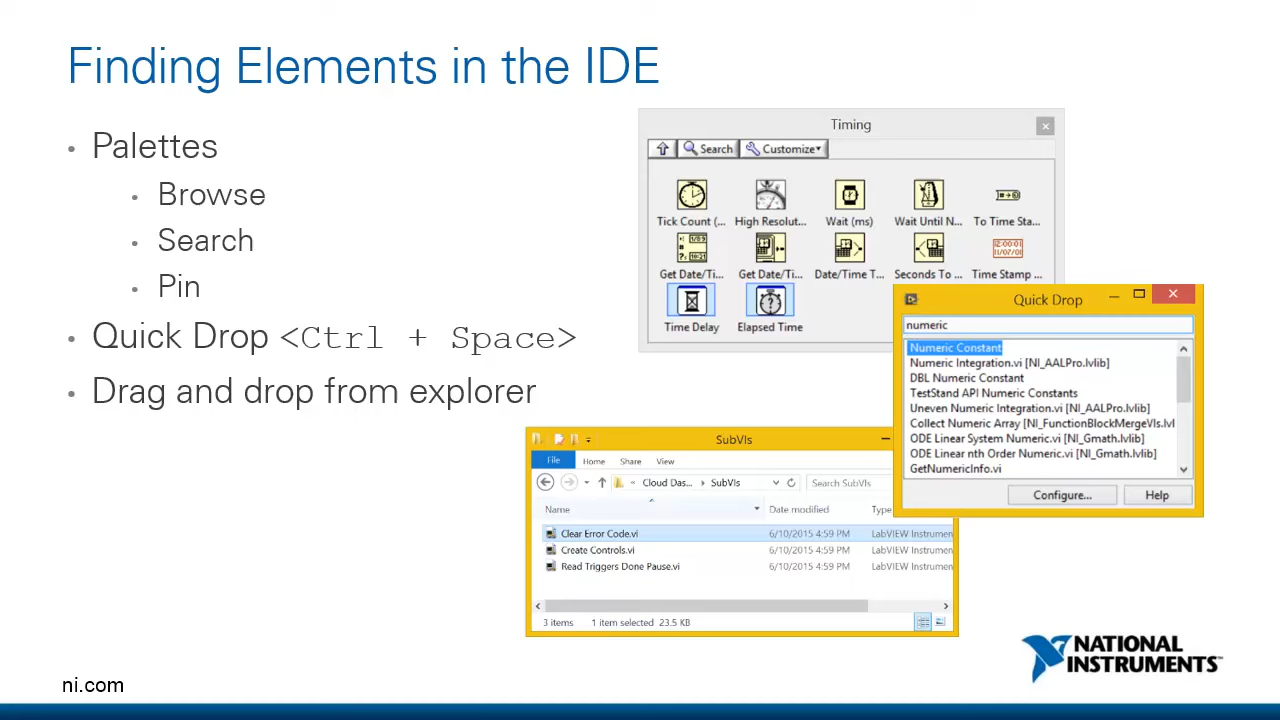 Finding Elements in the IDE
• Palettes
• Browse
• Search
• Pin
• Quick Drop <Ctrl + Space>
• Drag and drop from explorer
Timing
Search Customize
Tick Count (... High Resolut... Wait (ms) Wait Until N... To Time Sta...
Get Date/Ti... Get Date/Ti... Date/Time T... Seconds To ... Time Stamp ...
Time Delay Elapsed Time
Quick Drop
numeric
Numeric Constant
Numeric Integration.vi [NI_AALPro.lvlib]
DBL Numeric Constant
TestStand API Numeric Constants
Uneven Numeric Integration.vi [NI_AALPro.lvlib]
Collect Numeric Array [NI_FunctionBlockMergeVIs.lvl
ODE Linear System Numeric.vi [NI_Gmath.lvlib]
ODE Linear nth Order Numeric.vi [NI_Gmath.lvlib]
GetNumericInfo.vi
Configure... Help
SubVIs
File Home Share View
« Cloud Das... SubVIs Search SubVIs
Name Date modified Type
Clear Error Code.vi 6/10/2015 4:59 PM LabVIEW Instrumen
Create Controls.vi 6/10/2015 4:59 PM LabVIEW Instrumen
Read Triggers Done Pause.vi 6/10/2015 4:59 PM LabVIEW Instrumen
3 items 1 item selected 23.5 KB
NATIONAL
INSTRUMENTS™
ni.com